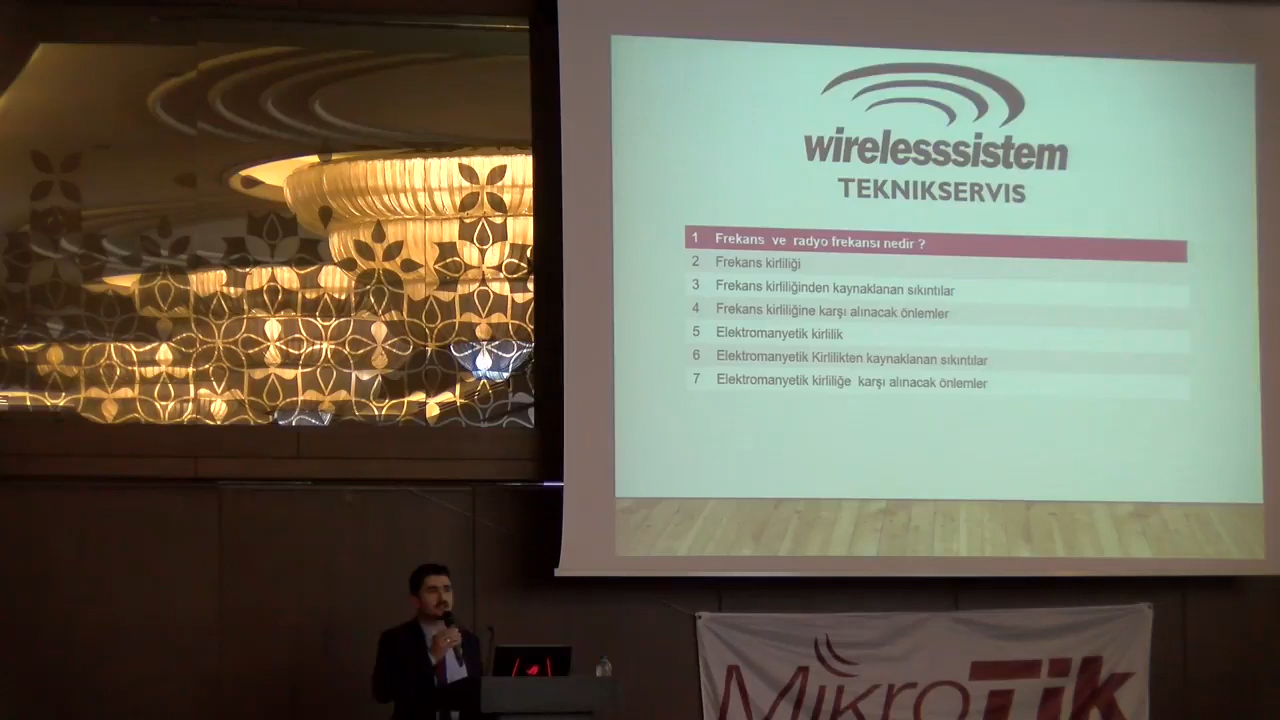 wirelesssistem
TEKNIKSERVIS
1 Frekans ve radyo frekansı nedir ?
2 Frekans kirliliği
3 Frekans kirliliğinden kaynaklanan sıkıntılar
4 Frekans kirliliğine karşı alınacak önlemler
5 Elektromanyetik kirlilik
6 Elektromanyetik Kirlilikten kaynaklanan sıkıntılar
7 Elektromanyetik kirliliğe karşı alınacak önlemler
MikroTik